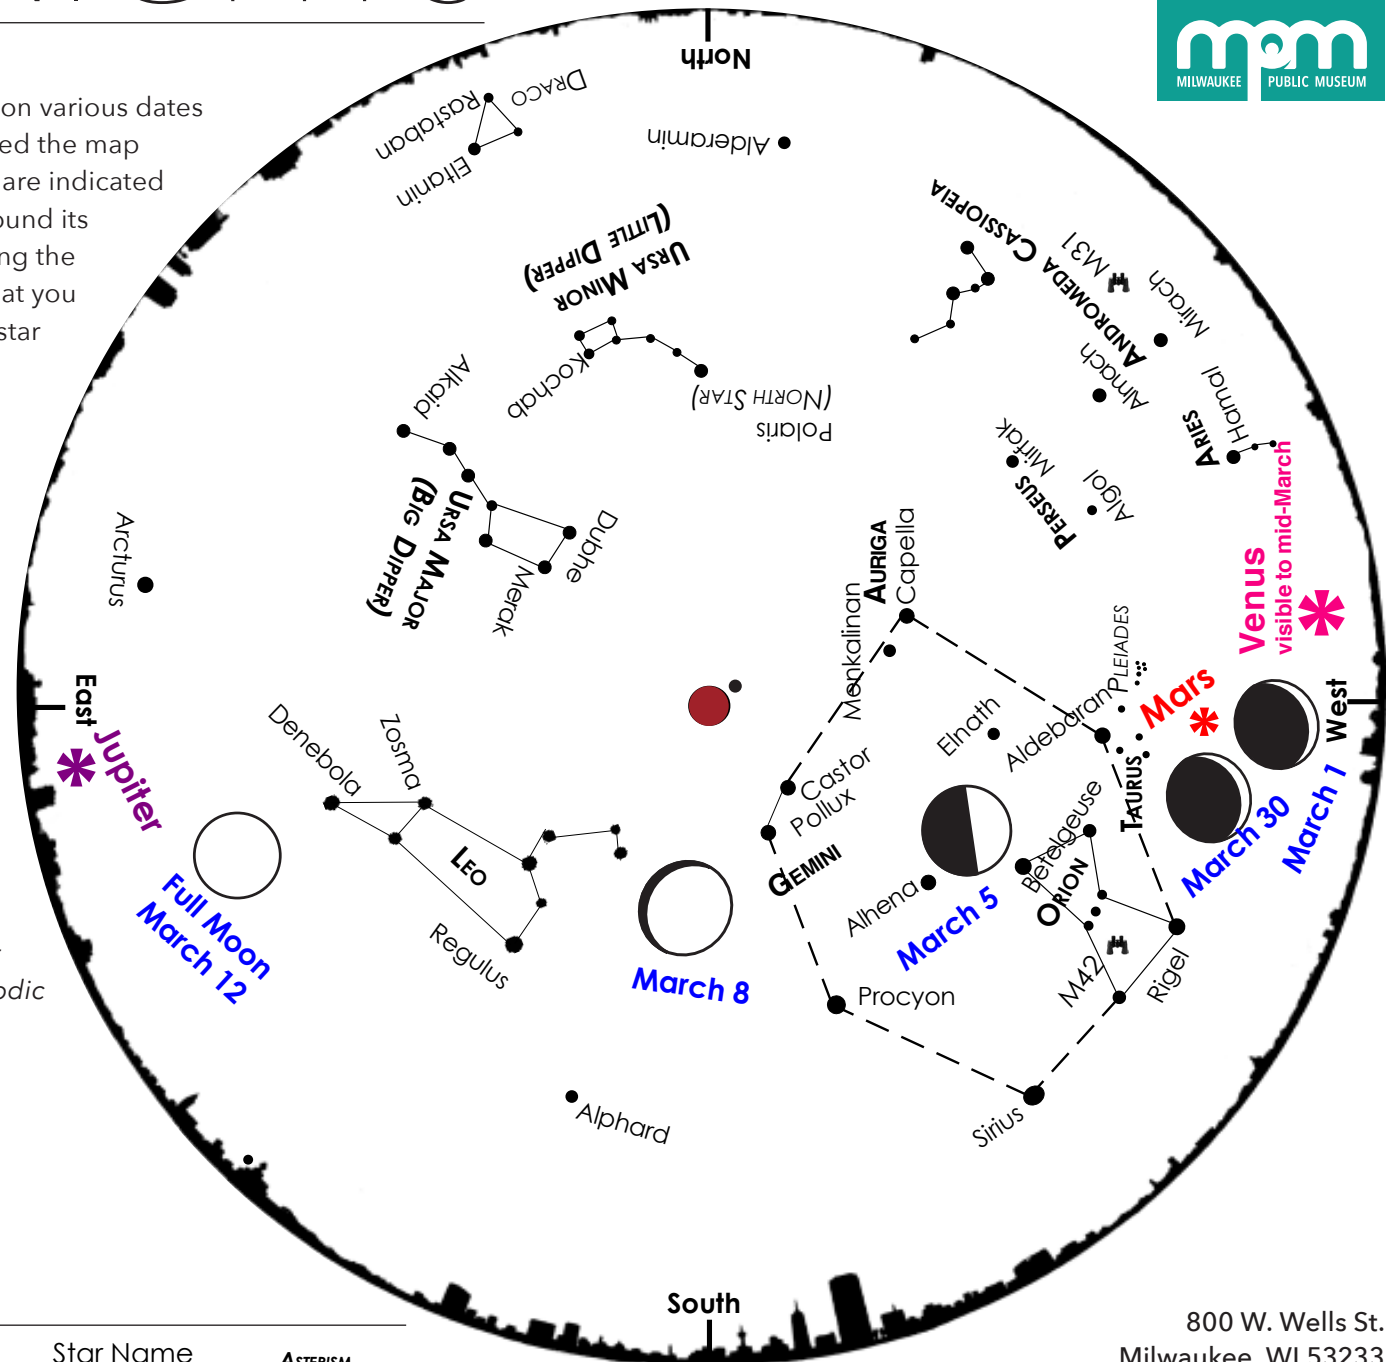 mpm
MILWAUKEE PUBLIC MUSEUM
on various dates
ed the map
are indicated
ound its
ng the
at you
star
North
DRACO
Rastaban
Eltanin
Alderamin
URSA MINOR
(LITTLE DIPPER)
Kochab
Polaris
(NORTH STAR)
CASSIOPEIA
ANDROMEDA
M31
Mirach
Almach
Hamal
ARIES
Mirfak
PERSEUS
Algol
Alkaid
URSA MAJOR
(BIG DIPPER)
Dubhe
Merak
Arcturus
AURIGA
Capella
Menkalinan
PLEIADES
Venus
visible to mid-March
Mars
West
East
Jupiter
Denebola
Zosma
LEO
Regulus
Elnath
Aldebaran
TAURUS
Castor
Pollux
GEMINI
Alhena
Betelgeuse
ORION
M42
Rigel
Procyon
Sirius
Alphard
March 1
March 30
March 5
March 8
Full Moon
March 12
odic
South
Star Name
ASTERISM
800 W. Wells St.
Milwaukee, WI 53233